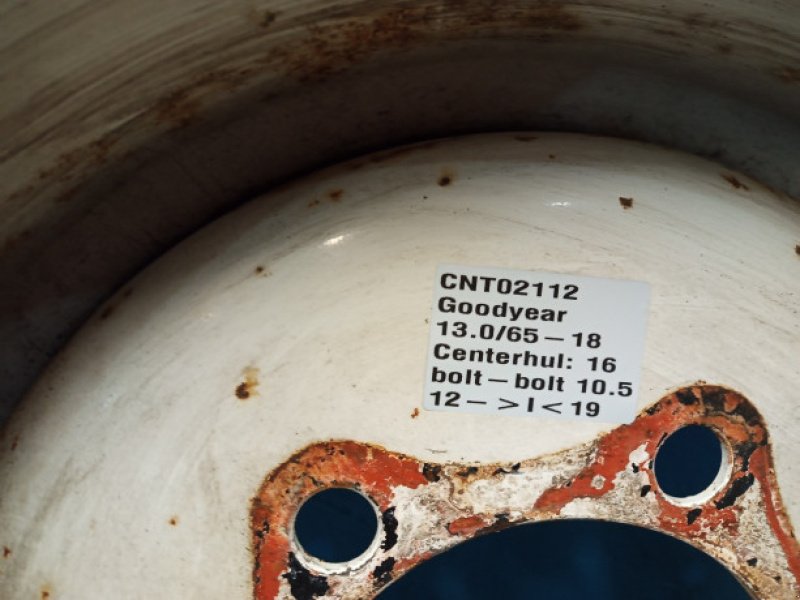 CNT02112
Goodyear
13.0/65 – 18
Centerhul: 16
bolt – bolt 10.5
12 – > I < 19